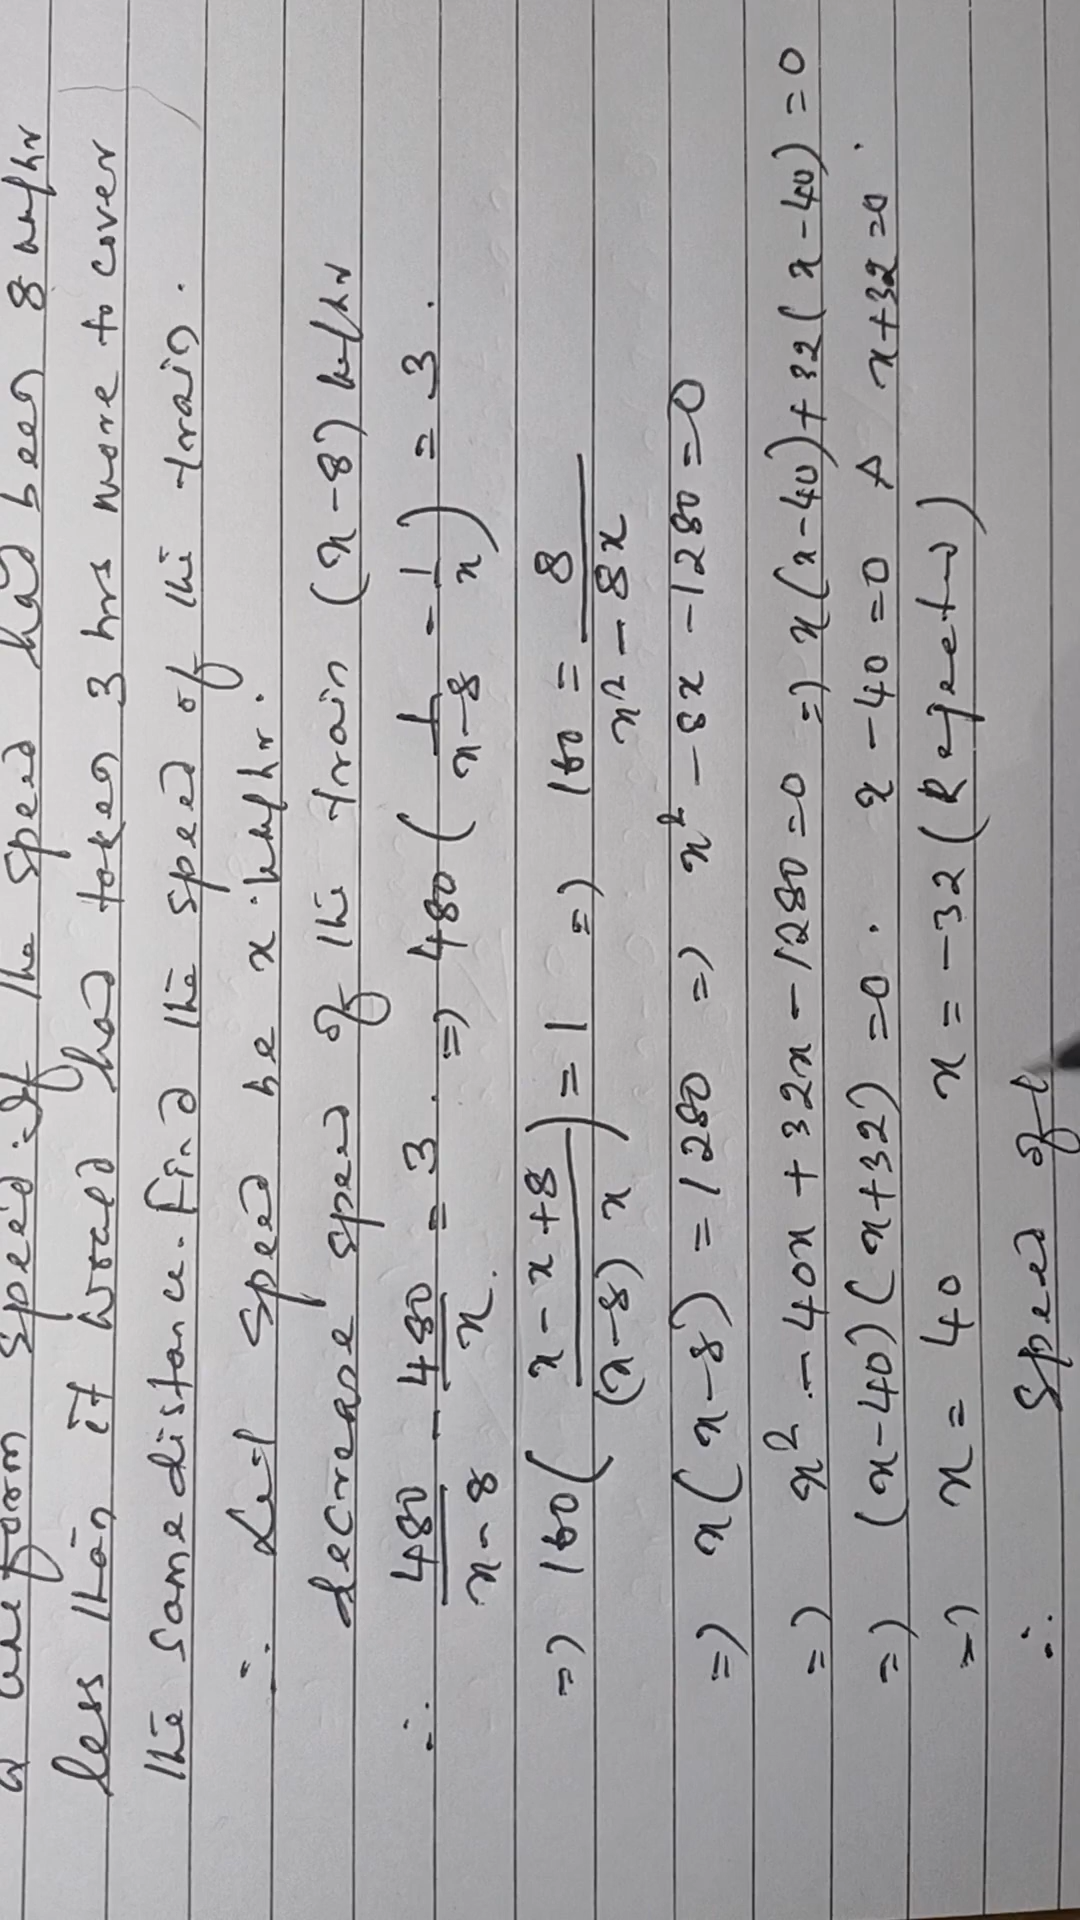 a uniform speed. If the speed had been 8 km/hr
less than it would had taken 3 hrs more to cover
the same distance. Find the speed of the train.
∴ Let speed be x km/hr.
decrease speed of the train (x-8) km/hr
∴ 480/(x-8) - 480/x = 3. => 480(1/(x-8) - 1/x) = 3.
=> 160((x-x+8)/((x-8)x)) = 1 => 160 = 8/(x²-8x)
=> x(x-8) = 1280 => x² - 8x - 1280 = 0
=> x² - 40x + 32x - 1280 = 0 => x(x-40) + 32(x-40) = 0
=> (x-40)(x+32) = 0. x-40 = 0 x+32 = 0.
=> x = 40 x = -32 (Rejected)
∴ Speed of t